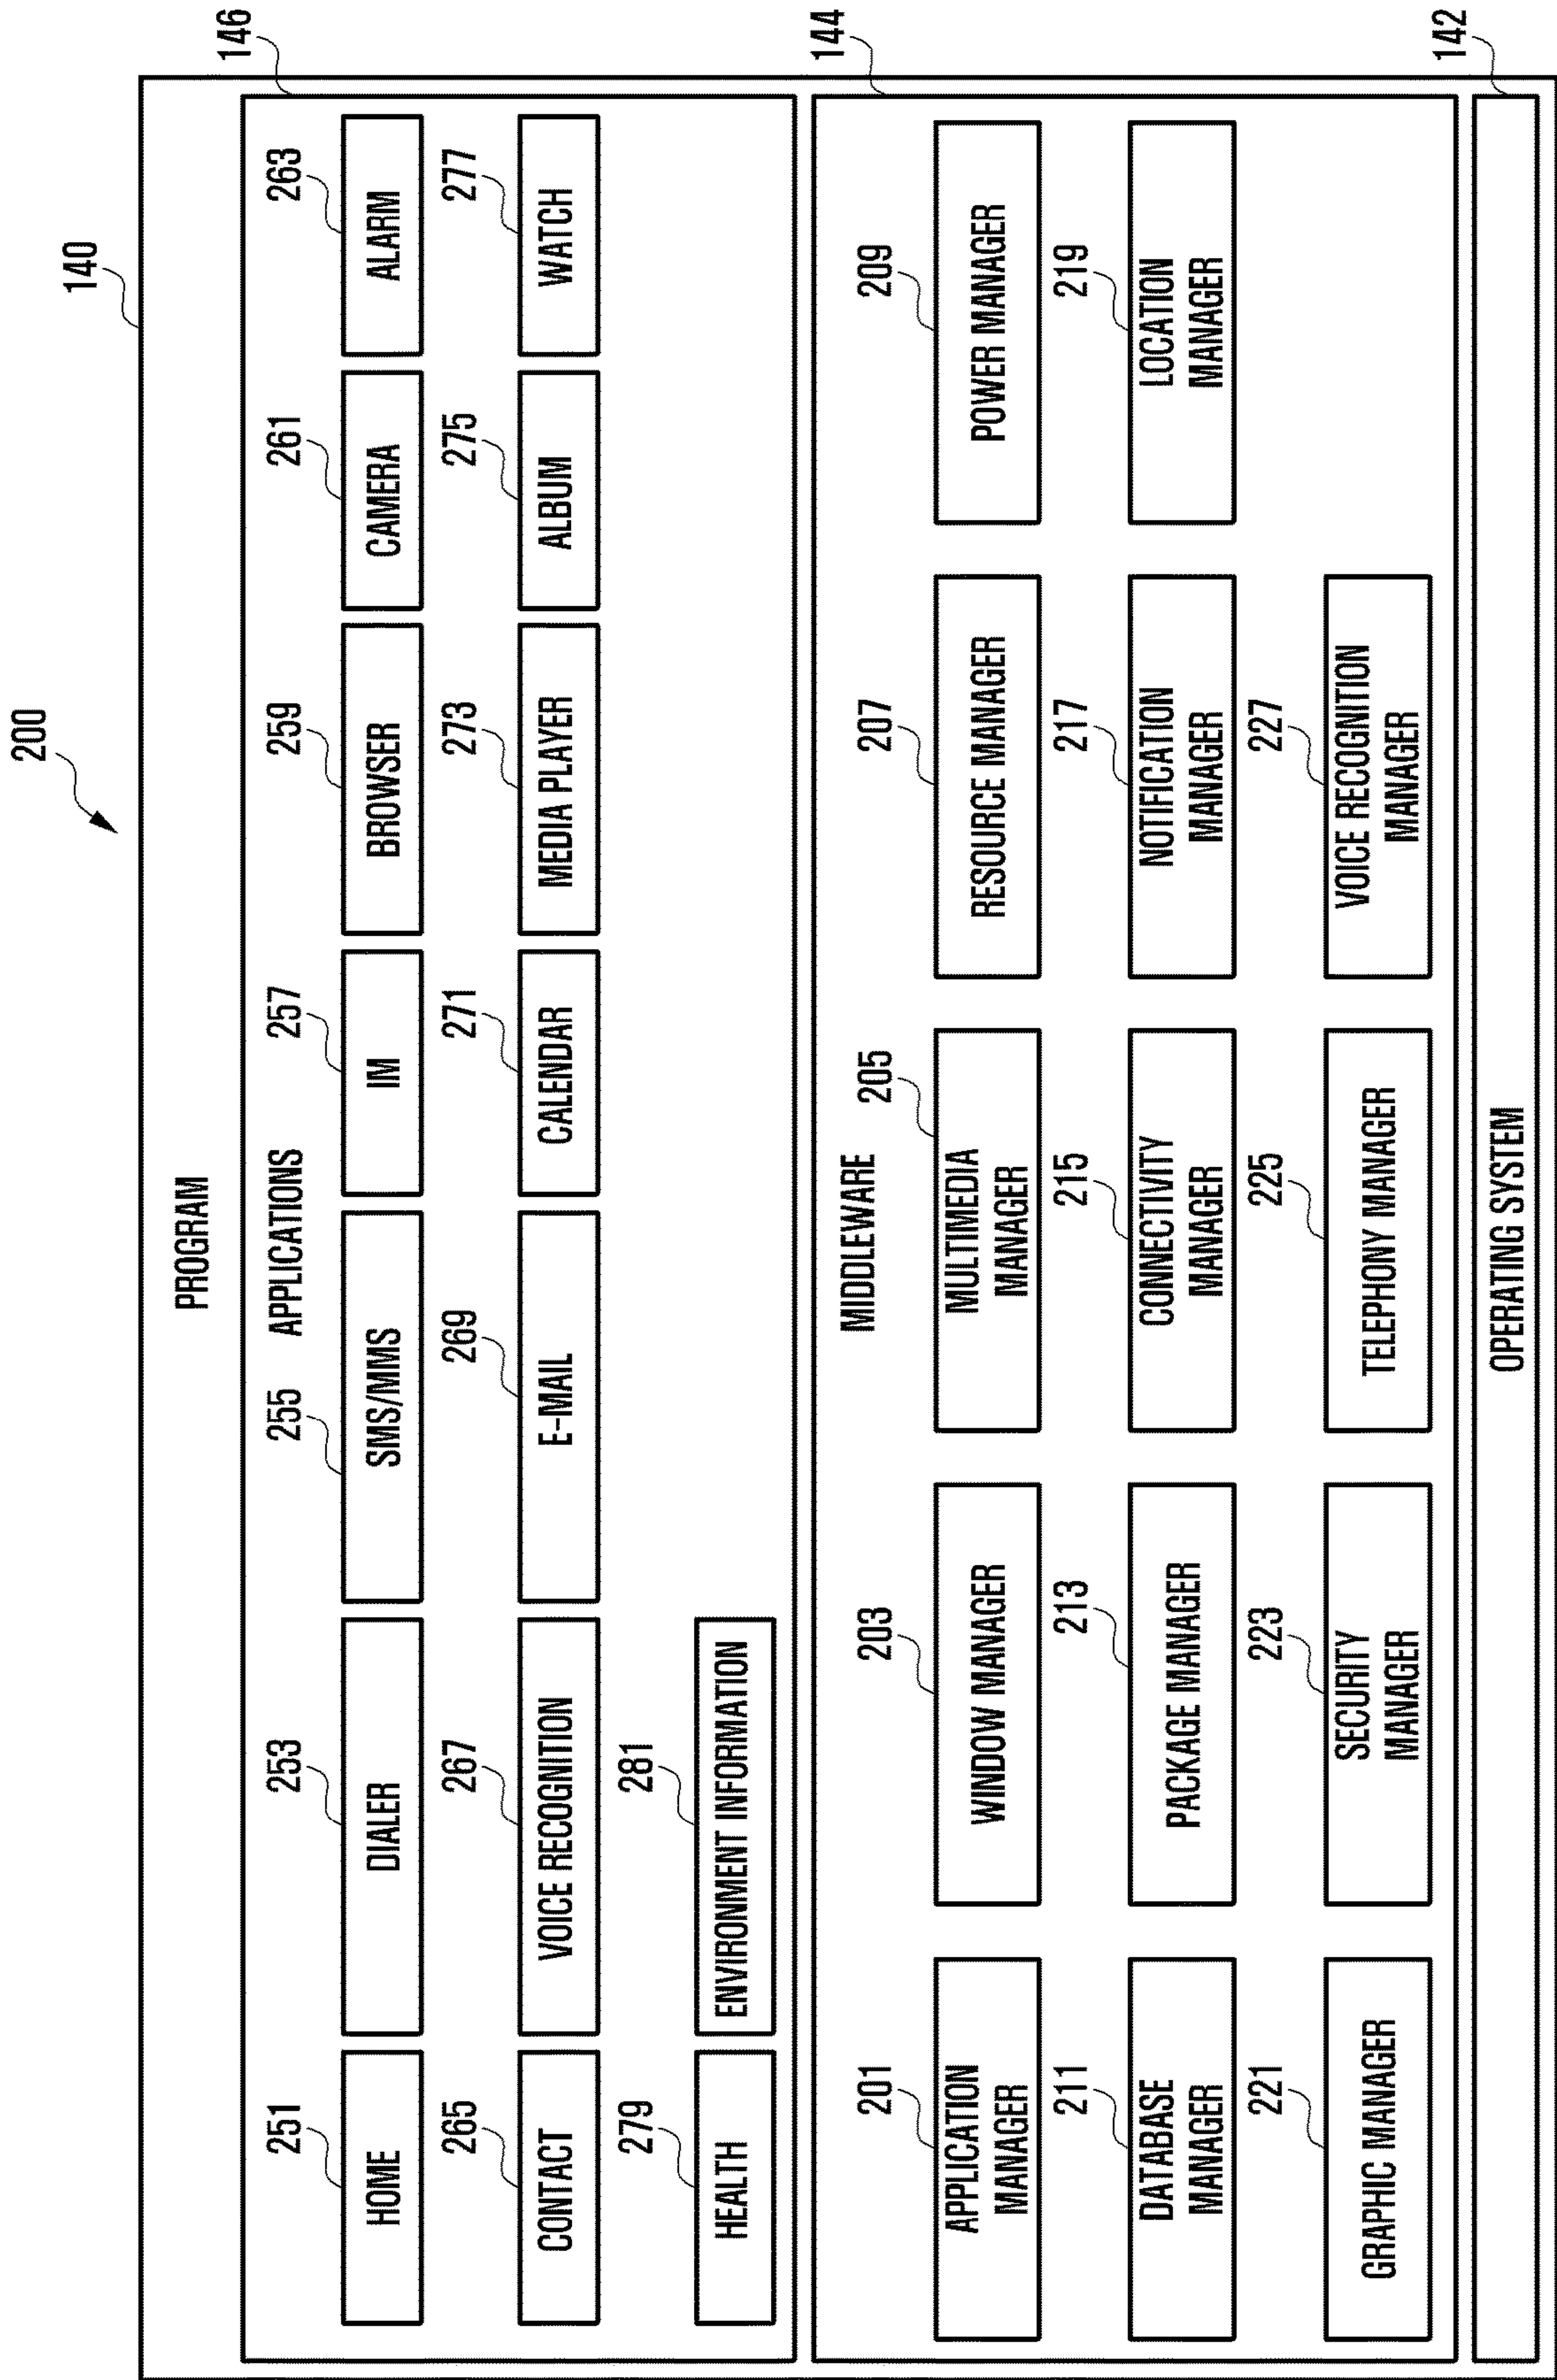 200
140
PROGRAM
146
APPLICATIONS
251
253
255
257
259
261
263
HOME
DIALER
SMS/MMS
IM
BROWSER
CAMERA
ALARM
265
267
269
271
273
275
277
CONTACT
VOICE RECOGNITION
E-MAIL
CALENDAR
MEDIA PLAYER
ALBUM
WATCH
279
281
HEALTH
ENVIRONMENT INFORMATION
144
MIDDLEWARE
201
203
205
207
209
APPLICATION
MANAGER
WINDOW MANAGER
MULTIMEDIA
MANAGER
RESOURCE MANAGER
POWER MANAGER
211
213
215
217
219
DATABASE
MANAGER
PACKAGE MANAGER
CONNECTIVITY
MANAGER
NOTIFICATION
MANAGER
LOCATION
MANAGER
221
223
225
227
GRAPHIC MANAGER
SECURITY
MANAGER
TELEPHONY MANAGER
VOICE RECOGNITION
MANAGER
142
OPERATING SYSTEM